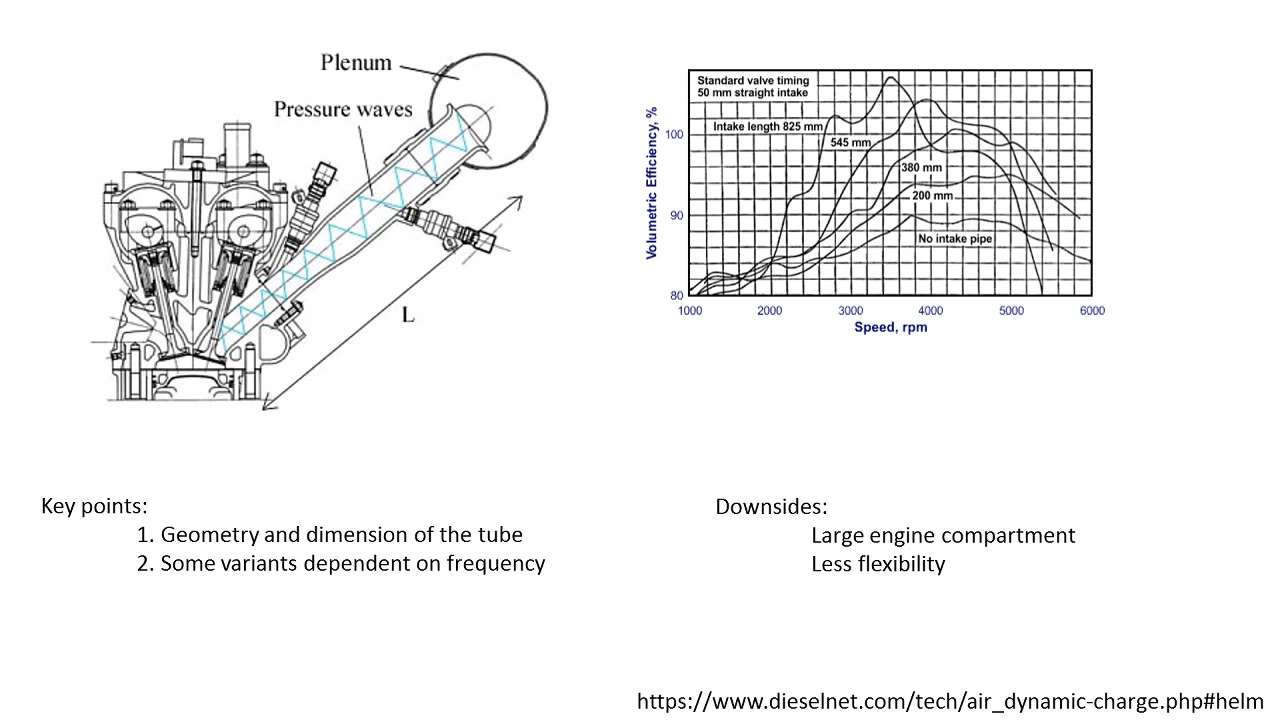 Plenum
Pressure waves
L
Standard valve timing
50 mm straight intake
Intake length 825 mm
545 mm
380 mm
200 mm
No intake pipe
Volumetric Efficiency, %
100
90
80
1000 2000 3000 4000 5000 6000
Speed, rpm
Key points:
1. Geometry and dimension of the tube
2. Some variants dependent on frequency
Downsides:
Large engine compartment
Less flexibility
https://www.dieselnet.com/tech/air_dynamic-charge.php#helm